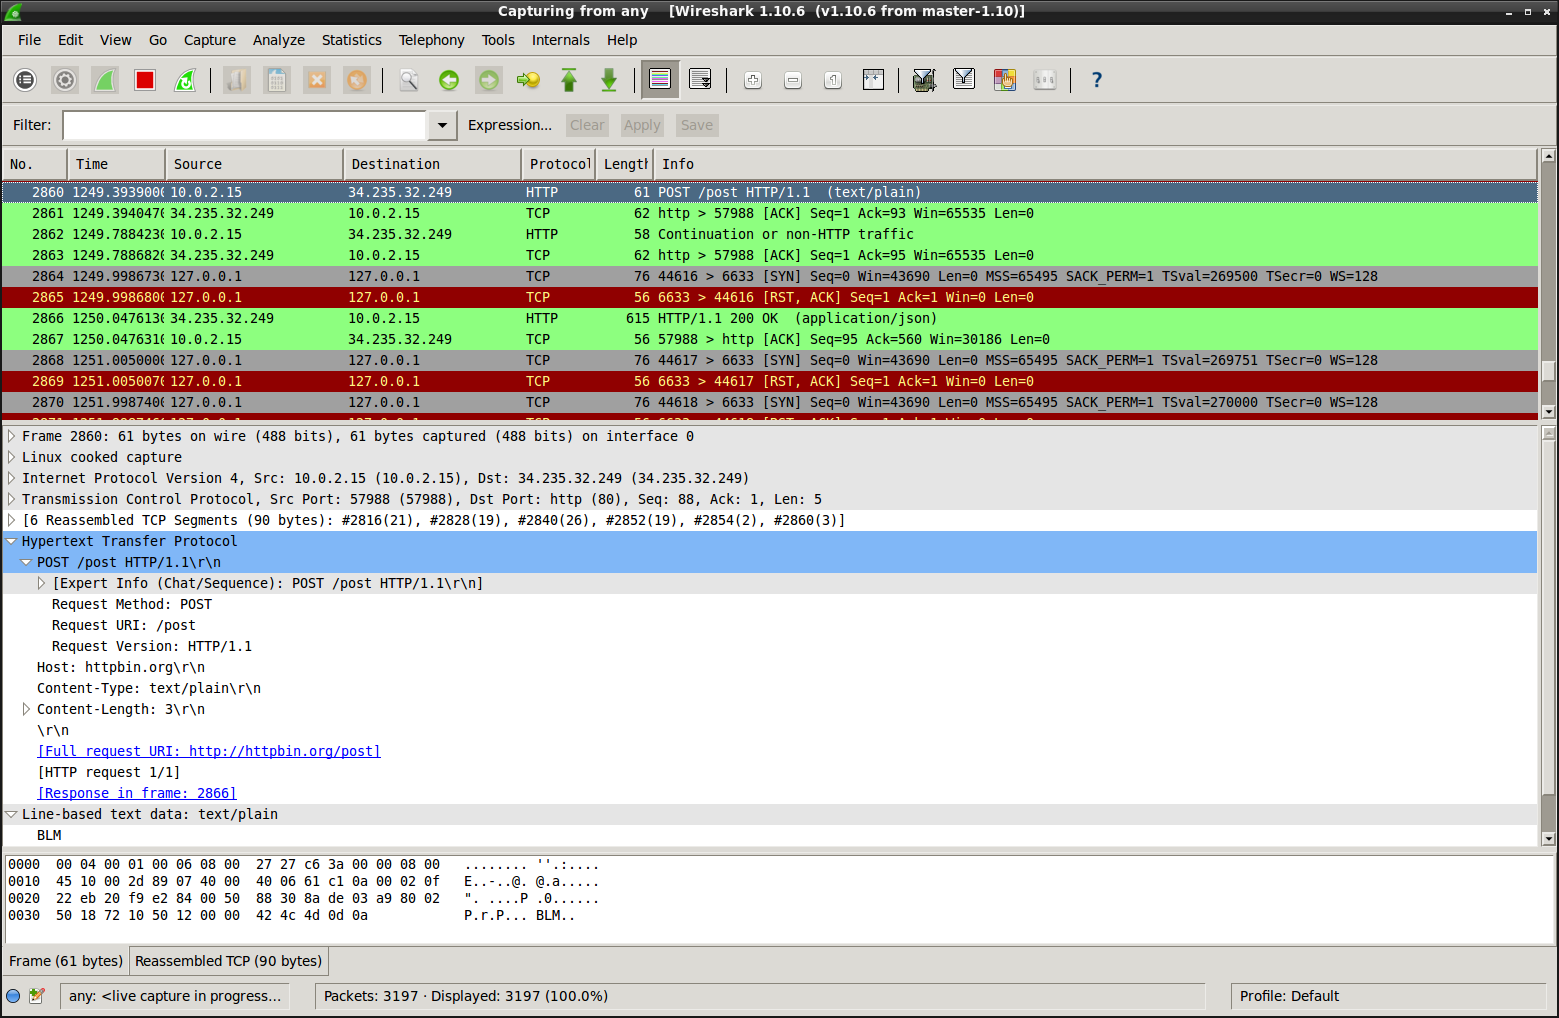 Capturing from any [Wireshark 1.10.6 (v1.10.6 from master-1.10)]
File Edit View Go Capture Analyze Statistics Telephony Tools Internals Help
Filter: Expression... Clear Apply Save
No. Time Source Destination Protocol Length Info
2860 1249.3939000 10.0.2.15 34.235.32.249 HTTP 61 POST /post HTTP/1.1 (text/plain)
2861 1249.3940470 34.235.32.249 10.0.2.15 TCP 62 http > 57988 [ACK] Seq=1 Ack=93 Win=65535 Len=0
2862 1249.7884230 10.0.2.15 34.235.32.249 HTTP 58 Continuation or non-HTTP traffic
2863 1249.7886820 34.235.32.249 10.0.2.15 TCP 62 http > 57988 [ACK] Seq=1 Ack=95 Win=65535 Len=0
2864 1249.9986730 127.0.0.1 127.0.0.1 TCP 76 44616 > 6633 [SYN] Seq=0 Win=43690 Len=0 MSS=65495 SACK_PERM=1 TSval=269500 TSecr=0 WS=128
2865 1249.9986800 127.0.0.1 127.0.0.1 TCP 56 6633 > 44616 [RST, ACK] Seq=1 Ack=1 Win=0 Len=0
2866 1250.0476130 34.235.32.249 10.0.2.15 HTTP 615 HTTP/1.1 200 OK (application/json)
2867 1250.0476310 10.0.2.15 34.235.32.249 TCP 56 57988 > http [ACK] Seq=95 Ack=560 Win=30186 Len=0
2868 1251.0050000 127.0.0.1 127.0.0.1 TCP 76 44617 > 6633 [SYN] Seq=0 Win=43690 Len=0 MSS=65495 SACK_PERM=1 TSval=269751 TSecr=0 WS=128
2869 1251.0050070 127.0.0.1 127.0.0.1 TCP 56 6633 > 44617 [RST, ACK] Seq=1 Ack=1 Win=0 Len=0
2870 1251.9987400 127.0.0.1 127.0.0.1 TCP 76 44618 > 6633 [SYN] Seq=0 Win=43690 Len=0 MSS=65495 SACK_PERM=1 TSval=270000 TSecr=0 WS=128
Frame 2860: 61 bytes on wire (488 bits), 61 bytes captured (488 bits) on interface 0
Linux cooked capture
Internet Protocol Version 4, Src: 10.0.2.15 (10.0.2.15), Dst: 34.235.32.249 (34.235.32.249)
Transmission Control Protocol, Src Port: 57988 (57988), Dst Port: http (80), Seq: 88, Ack: 1, Len: 5
[6 Reassembled TCP Segments (90 bytes): #2816(21), #2828(19), #2840(26), #2852(19), #2854(2), #2860(3)]
Hypertext Transfer Protocol
POST /post HTTP/1.1\r\n
[Expert Info (Chat/Sequence): POST /post HTTP/1.1\r\n]
Request Method: POST
Request URI: /post
Request Version: HTTP/1.1
Host: httpbin.org\r\n
Content-Type: text/plain\r\n
Content-Length: 3\r\n
\r\n
[Full request URI: http://httpbin.org/post]
[HTTP request 1/1]
[Response in frame: 2866]
Line-based text data: text/plain
BLM
0000 00 04 00 01 00 06 08 00 27 27 c6 3a 00 00 08 00 ........ ''.:....
0010 45 10 00 2d 89 07 40 00 40 06 61 c1 0a 00 02 0f E..-..@. @.a.....
0020 22 eb 20 f9 e2 84 00 50 88 30 8a de 03 a9 80 02 ". ....P .0......
0030 50 18 72 10 50 12 00 00 42 4c 4d 0d 0a P.r.P... BLM..
Frame (61 bytes) Reassembled TCP (90 bytes)
any: <live capture in progress... Packets: 3197 · Displayed: 3197 (100.0%) Profile: Default